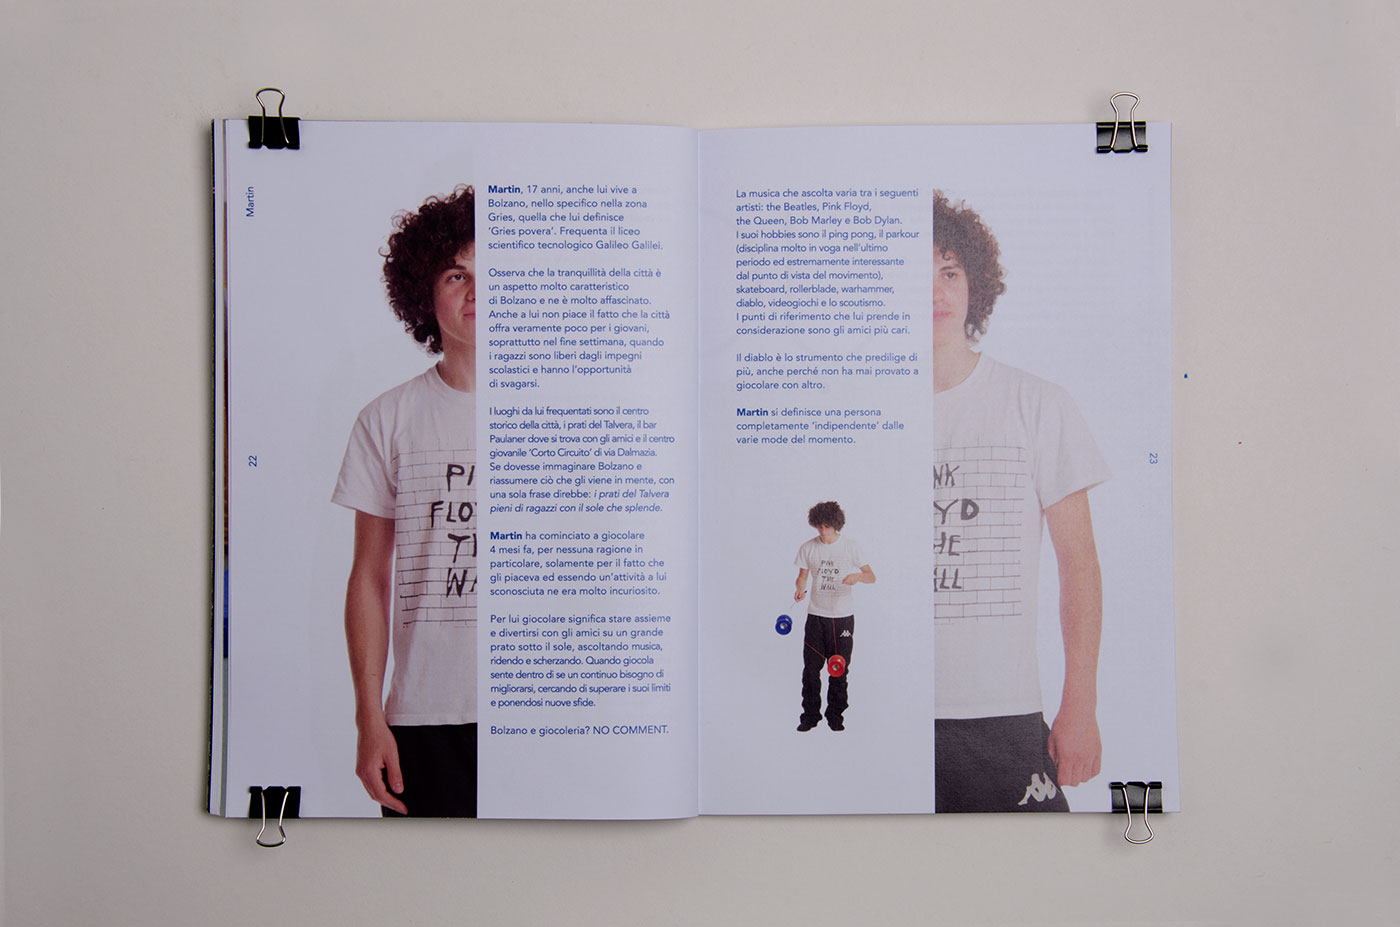 Martin
22
Martin, 17 anni, anche lui vive a
Bolzano, nello specifico nella zona
Gries, quella che lui definisce
‘Gries povera’. Frequenta il liceo
scientifico tecnologico Galileo Galilei.
Osserva che la tranquillità della città è
un aspetto molto caratteristico
di Bolzano e ne è molto affascinato.
Anche a lui non piace il fatto che la città
offra veramente poco per i giovani,
soprattutto nel fine settimana, quando
i ragazzi sono liberi dagli impegni
scolastici e hanno l'opportunità
di svagarsi.
I luoghi da lui frequentati sono il centro
storico della città, i prati del Talvera, il bar
Paulaner dove si trova con gli amici e il centro
giovanile ‘Corto Circuito’ di via Dalmazia.
Se dovesse immaginare Bolzano e
riassumere ciò che gli viene in mente, con
una sola frase direbbe: i prati del Talvera
pieni di ragazzi con il sole che splende.
Martin ha cominciato a giocolare
4 mesi fa, per nessuna ragione in
particolare, solamente per il fatto che
gli piaceva ed essendo un'attività a lui
sconosciuta ne era molto incuriosito.
Per lui giocolare significa stare assieme
e divertirsi con gli amici su un grande
prato sotto il sole, ascoltando musica,
ridendo e scherzando. Quando giocola
sente dentro di se un continuo bisogno di
migliorarsi, cercando di superare i suoi limiti
e ponendosi nuove sfide.
Bolzano e giocoleria? NO COMMENT.
PI
FLO
T
WA
La musica che ascolta varia tra i seguenti
artisti: the Beatles, Pink Floyd,
the Queen, Bob Marley e Bob Dylan.
I suoi hobbies sono il ping pong, il parkour
(disciplina molto in voga nell'ultimo
periodo ed estremamente interessante
dal punto di vista del movimento),
skateboard, rollerblade, warhammer,
diablo, videogiochi e lo scoutismo.
I punti di riferimento che lui prende in
considerazione sono gli amici più cari.
Il diablo è lo strumento che predilige di
più, anche perché non ha mai provato a
giocolare con altro.
Martin si definisce una persona
completamente ‘indipendente’ dalle
varie mode del momento.
PINK
FLOYD
THE
WALL
NK
YD
HE
LL
23